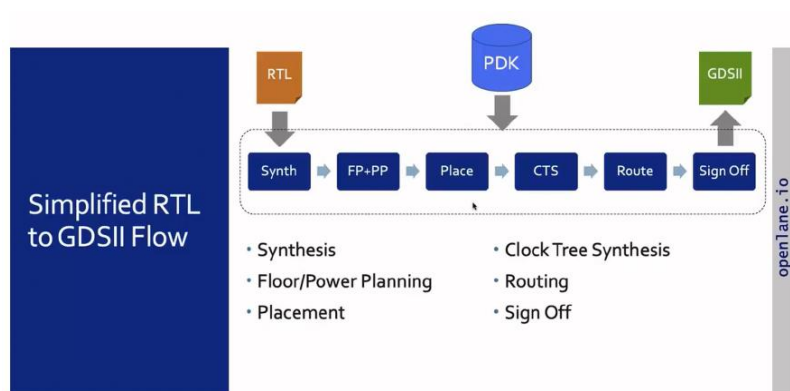 Simplified RTL
to GDSII Flow
RTL
PDK
GDSII
Synth
FP+PP
Place
CTS
Route
Sign Off
• Synthesis
• Floor/Power Planning
• Placement
• Clock Tree Synthesis
• Routing
• Sign Off
openlane.io